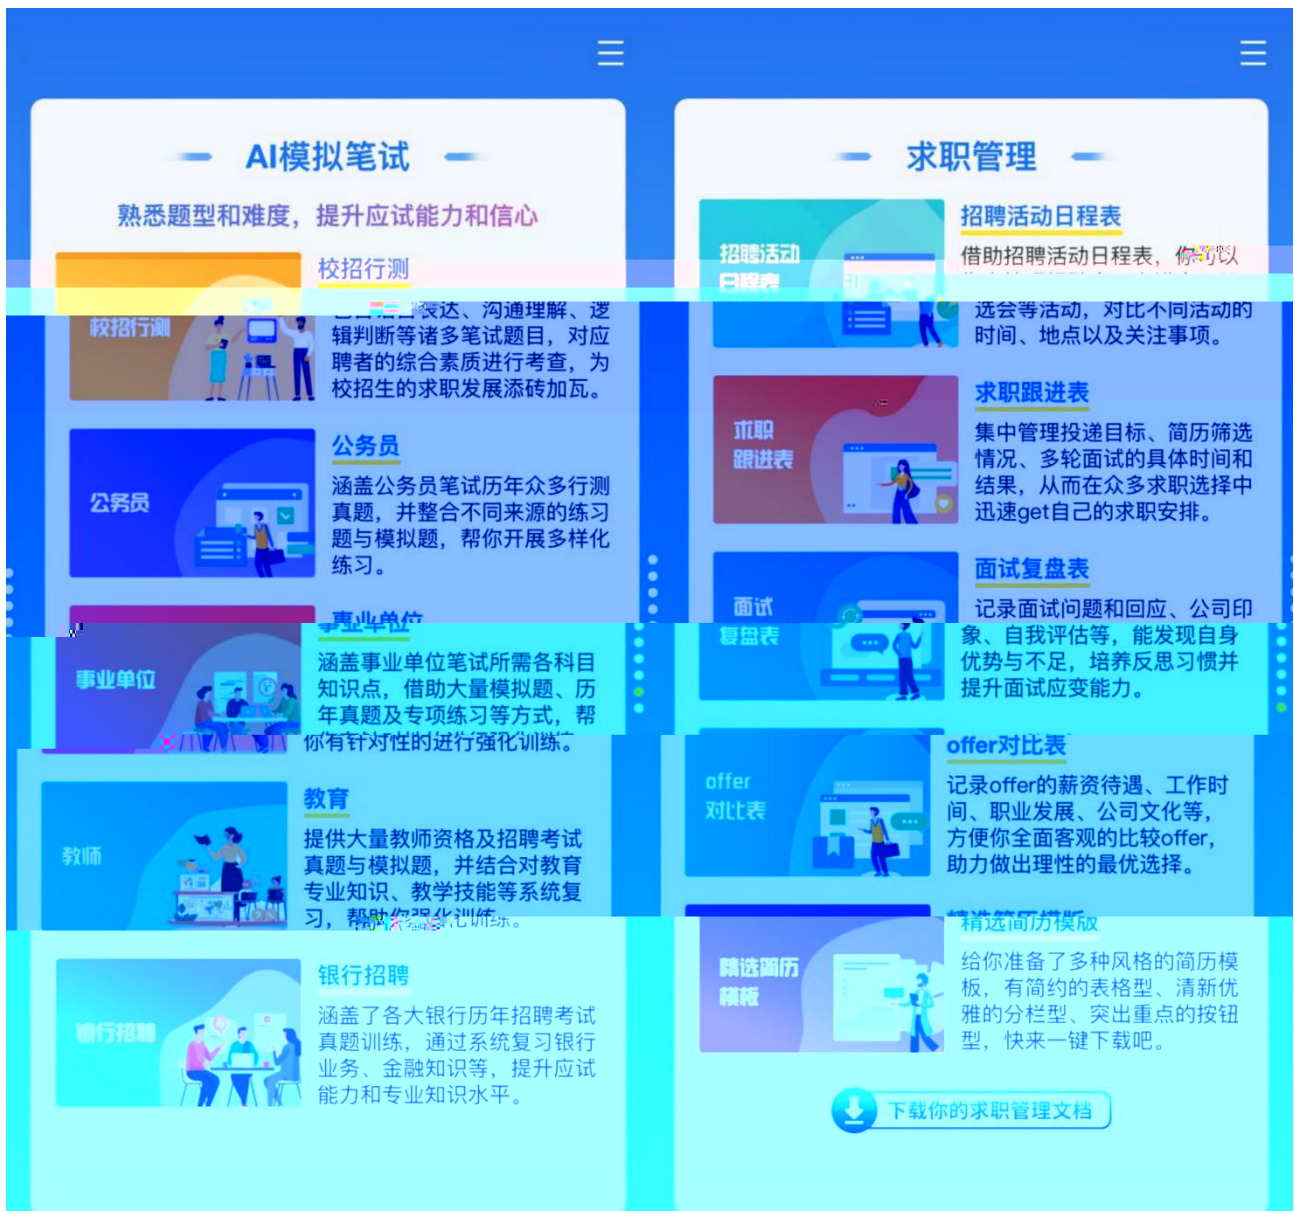 AI模拟笔试
熟悉题型和难度，提升应试能力和信心
校招行测
校招行测
表达、沟通理解、逻
辑判断等诸多笔试题目，对应
聘者的综合素质进行考查，为
校招生的求职发展添砖加瓦。
公务员
公务员
涵盖公务员笔试历年众多行测
真题，并整合不同来源的练习
题与模拟题，帮你开展多样化
练习。
事业单位
事业单位
涵盖事业单位笔试所需各科目
知识点，借助大量模拟题、历
年真题及专项练习等方式，帮
你有针对性的进行强化训练。
教师
教育
提供大量教师资格及招聘考试
真题与模拟题，并结合对教育
专业知识、教学技能等系统复
习，帮助你强化训练。
银行招聘
银行招聘
涵盖了各大银行历年招聘考试
真题训练，通过系统复习银行
业务、金融知识等，提升应试
能力和专业知识水平。
求职管理
招聘活动
日程表
招聘活动日程表
借助招聘活动日程表，你可以
选会等活动，对比不同活动的
时间、地点以及关注事项。
求职
跟进表
求职跟进表
集中管理投递目标、简历筛选
情况、多轮面试的具体时间和
结果，从而在众多求职选择中
迅速get自己的求职安排。
面试
复盘表
面试复盘表
记录面试问题和回应、公司印
象、自我评估等，能发现自身
优势与不足，培养反思习惯并
提升面试应变能力。
offer
对比表
offer对比表
记录offer的薪资待遇、工作时
间、职业发展、公司文化等，
方便你全面客观的比较offer，
助力做出理性的最优选择。
精选简历
模板
精选简历模版
给你准备了多种风格的简历模
板，有简约的表格型、清新优
雅的分栏型、突出重点的按钮
型，快来一键下载吧。
下载你的求职管理文档